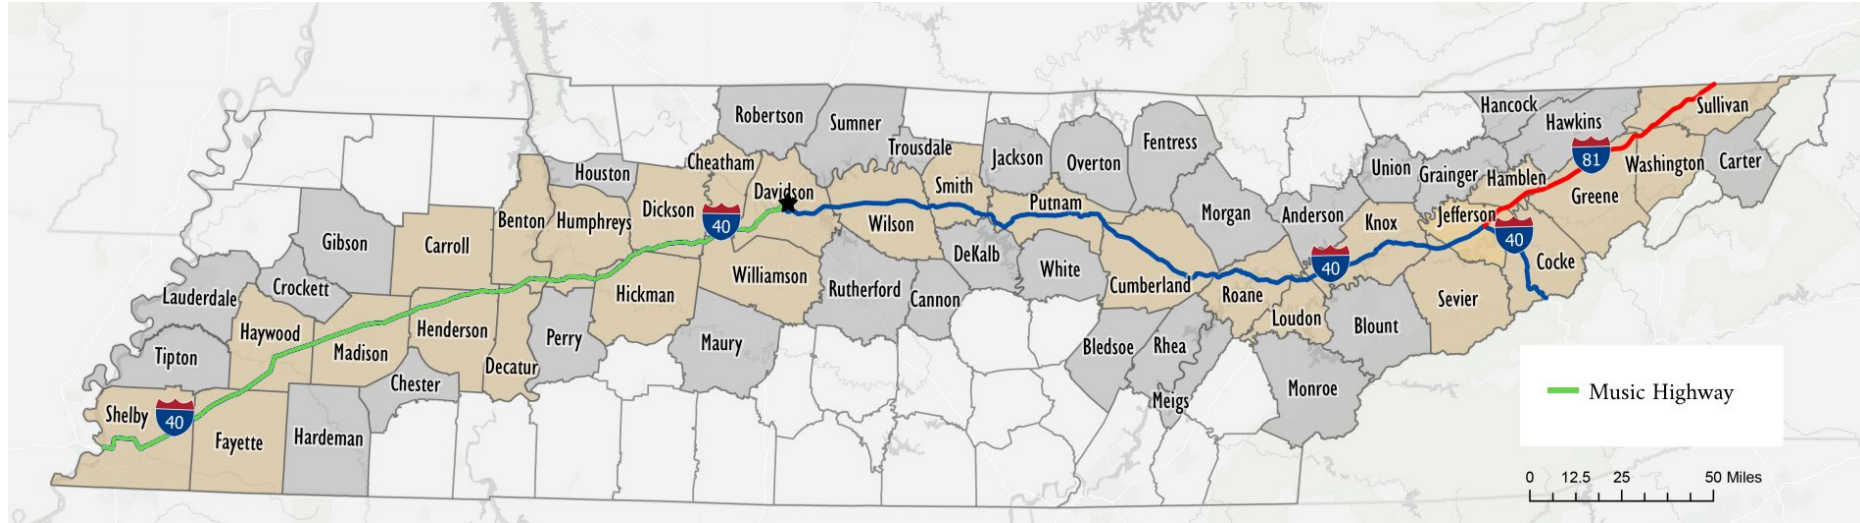 Robertson
Sumner
Trousdale
Jackson
Overton
Fentress
Hancock
Hawkins
Sullivan
Houston
Cheatham
Davidson
Smith
Putnam
Morgan
Anderson
Union
Grainger
Hamblen
81
Washington
Carter
Benton
Humphreys
Dickson
40
Wilson
Knox
Jefferson
Greene
Gibson
Carroll
Williamson
DeKalb
White
Cumberland
40
40
Cocke
Lauderdale
Crockett
Hickman
Rutherford
Cannon
Roane
Loudon
Sevier
Haywood
Madison
Henderson
Decatur
Perry
Maury
Bledsoe
Rhea
Blount
Tipton
Chester
Meigs
Monroe
Shelby
40
Fayette
Hardeman
Music Highway
0 12.5 25 50 Miles